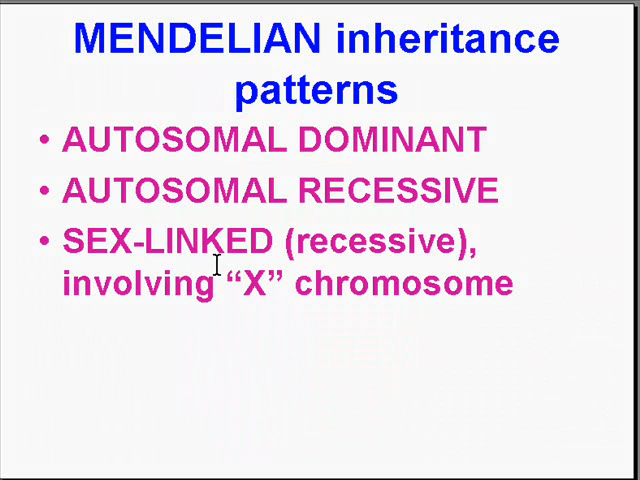 MENDELIAN inheritance
patterns
• AUTOSOMAL DOMINANT
• AUTOSOMAL RECESSIVE
• SEX-LINKED (recessive),
involving “X” chromosome